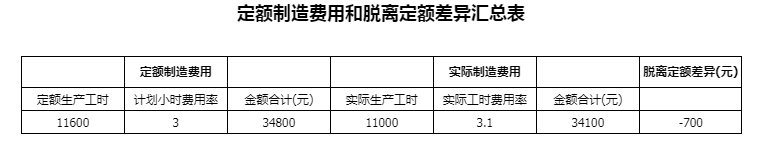 定额制造费用和脱离定额差异汇总表
定额制造费用 实际制造费用 脱离定额差异(元)
定额生产工时 计划小时费用率 金额合计(元) 实际生产工时 实际工时费用率 金额合计(元)
11600 3 34800 11000 3.1 34100 -700